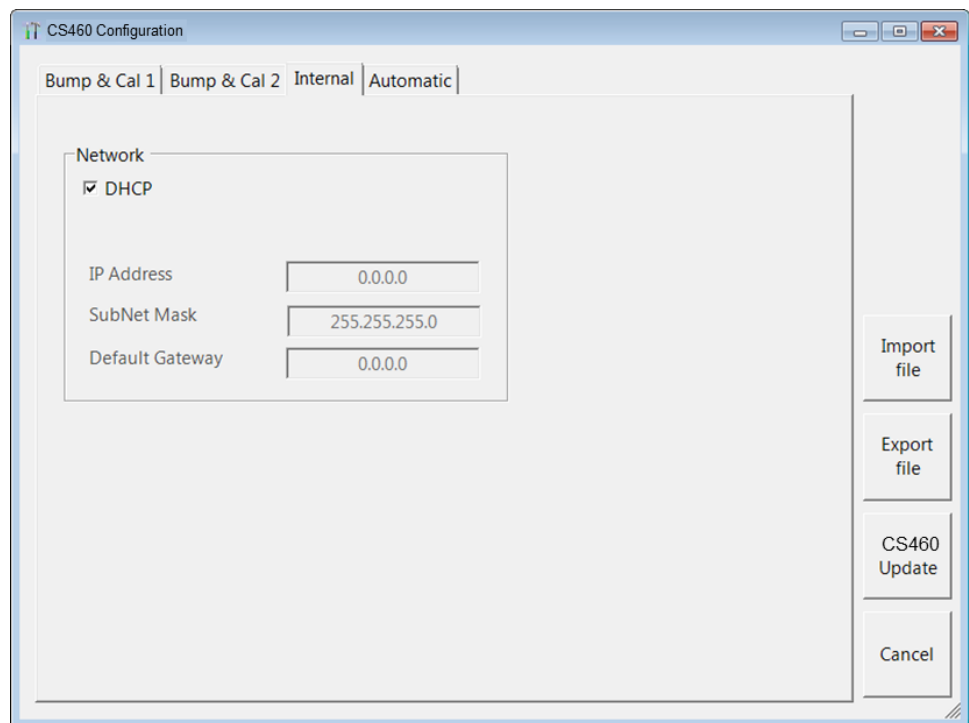 CS460 Configuration
Bump & Cal 1 Bump & Cal 2 Internal Automatic
Network
DHCP
IP Address 0.0.0.0
SubNet Mask 255.255.255.0
Default Gateway 0.0.0.0
Import
file
Export
file
CS460
Update
Cancel